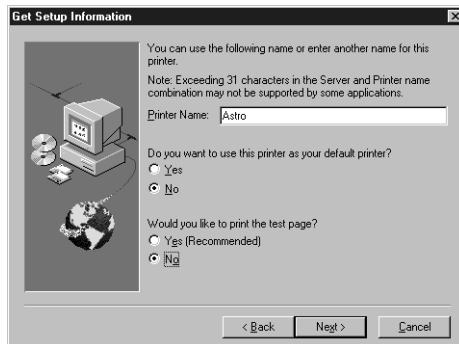 Get Setup Information
You can use the following name or enter another name for this
printer.
Note: Exceeding 31 characters in the Server and Printer name
combination may not be supported by some applications.
Printer Name: Astro
Do you want to use this printer as your default printer?
Yes
No
Would you like to print the test page?
Yes (Recommended)
No
< Back Next > Cancel